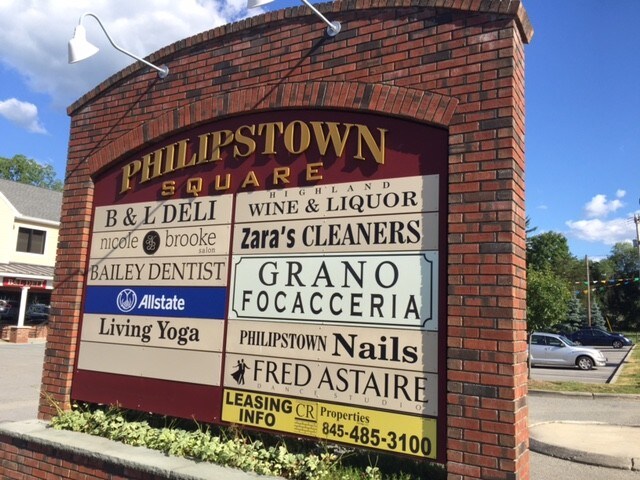 PHILIPSTOWN
SQUARE
B & L DELI
nicole brooke
salon
BAILEY DENTIST
Allstate
Living Yoga
HIGHLAND
WINE & LIQUOR
Zara's CLEANERS
GRANO
FOCACCERIA
PHILIPSTOWN Nails
FRED ASTAIRE
DANCE STUDIO
LEASING
INFO
CR Properties
845-485-3100